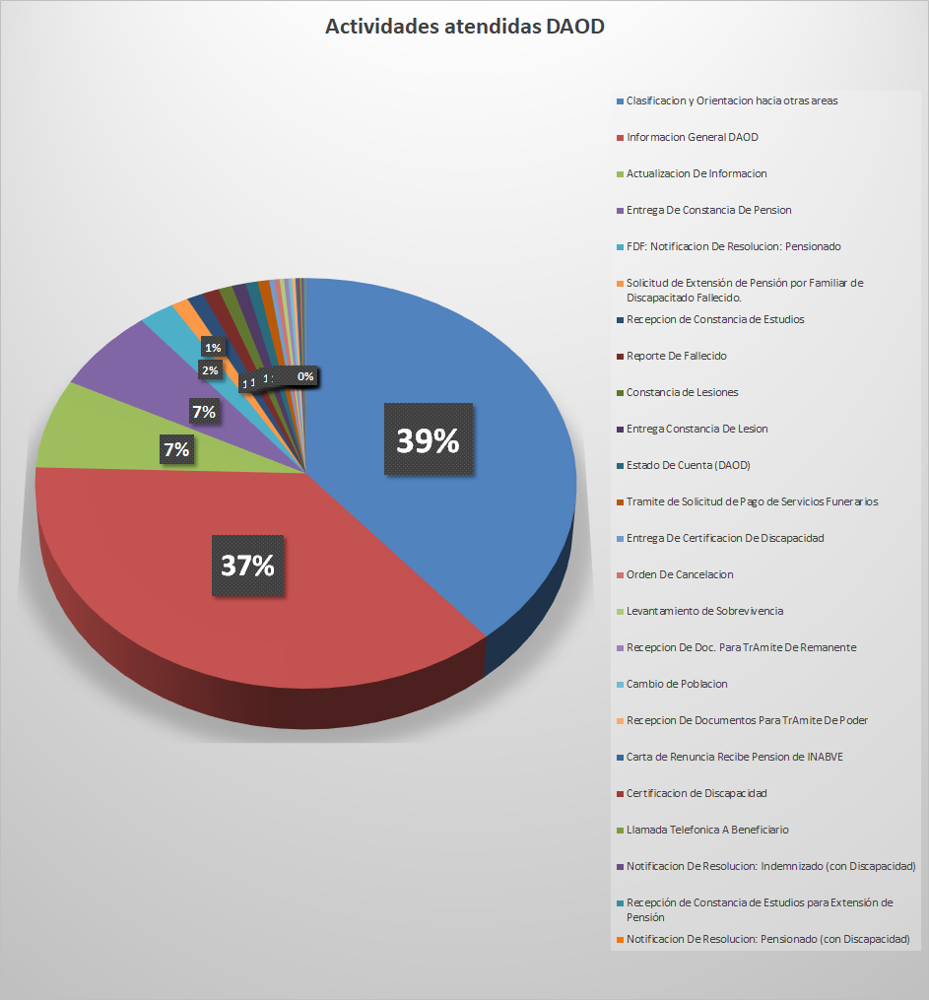 Actividades atendidas DAOD
Clasificacion y Orientacion hacia otras areas
Informacion General DAOD
Actualizacion De Informacion
Entrega De Constancia De Pension
FDF: Notificacion De Resolucion: Pensionado
Solicitud de Extensión de Pensión por Familiar de
Discapacitado Fallecido.
Recepcion de Constancia de Estudios
Reporte De Fallecido
Constancia de Lesiones
Entrega Constancia De Lesion
Estado De Cuenta (DAOD)
Tramite de Solicitud de Pago de Servicios Funerarios
Entrega De Certificacion De Discapacidad
Orden De Cancelacion
Levantamiento de Sobrevivencia
Recepcion De Doc. Para TrAmite De Remanente
Cambio de Poblacion
Recepcion De Documentos Para TrAmite De Poder
Carta de Renuncia Recibe Pension de INABVE
Certificacion de Discapacidad
Llamada Telefonica A Beneficiario
Notificacion De Resolucion: Indemnizado (con Discapacidad)
Recepción de Constancia de Estudios para Extensión de
Pensión
Notificacion De Resolucion: Pensionado (con Discapacidad)
1%
2%
0%
7%
7%
39%
37%